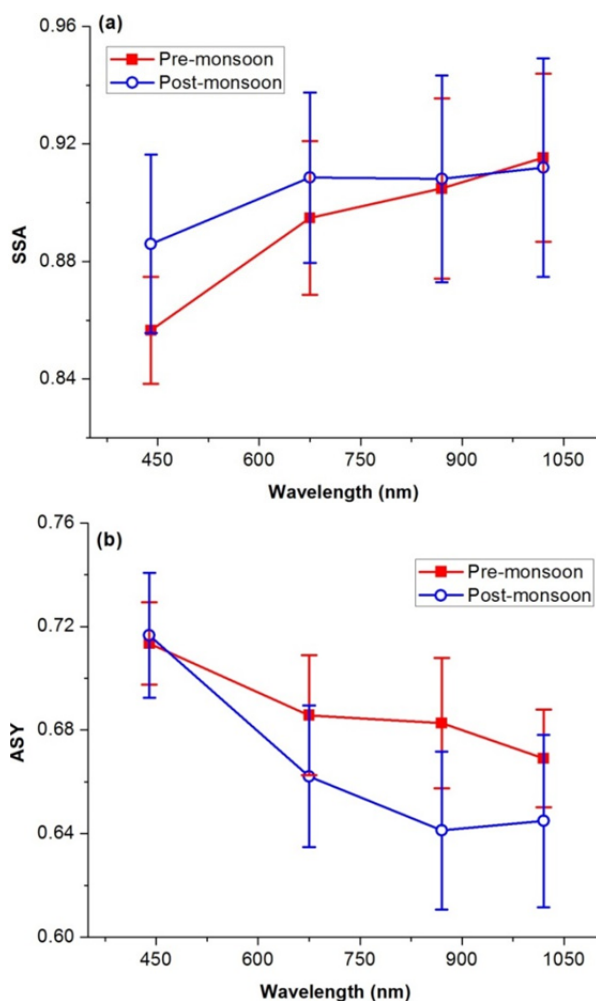 (a)
0.96
Pre-monsoon
Post-monsoon
0.92
SSA
0.88
0.84
450 600 750 900 1050
Wavelength (nm)
0.76
(b)
Pre-monsoon
Post-monsoon
0.72
ASY
0.68
0.64
0.60
450 600 750 900 1050
Wavelength (nm)